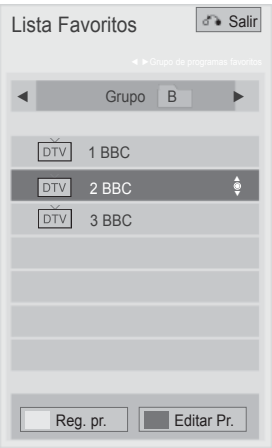 Lista Favoritos
Salir
◄ ►Grupo de programas favoritos
◄ Grupo B ►
DTV 1 BBC
DTV 2 BBC
DTV 3 BBC
Reg. pr.
Editar Pr.